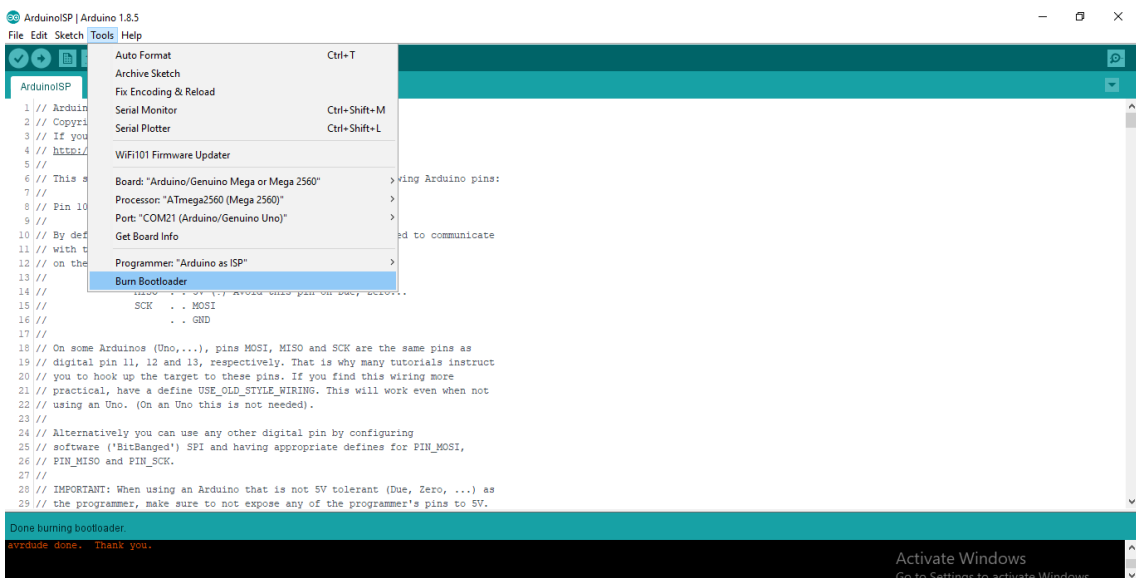 ArduinoISP | Arduino 1.8.5
File Edit Sketch Tools Help
Auto Format Ctrl+T
Archive Sketch
Fix Encoding & Reload
Serial Monitor Ctrl+Shift+M
Serial Plotter Ctrl+Shift+L
WiFi101 Firmware Updater
Board: "Arduino/Genuino Mega or Mega 2560"
Processor: "ATmega2560 (Mega 2560)"
Port: "COM21 (Arduino/Genuino Uno)"
Get Board Info
Programmer: "Arduino as ISP"
Burn Bootloader
ArduinoISP
1 // Arduin
2 // Copyri
3 // If you
4 // http:/
5 //
6 // This s wing Arduino pins:
7 //
8 // Pin 10
9 //
10 // By def ed to communicate
11 // with t
12 // on the
13 //
14 //
15 // SCK . . MOSI
16 // . . GND
17 //
18 // On some Arduinos (Uno,...), pins MOSI, MISO and SCK are the same pins as
19 // digital pin 11, 12 and 13, respectively. That is why many tutorials instruct
20 // you to hook up the target to these pins. If you find this wiring more
21 // practical, have a define USE_OLD_STYLE_WIRING. This will work even when not
22 // using an Uno. (On an Uno this is not needed).
23 //
24 // Alternatively you can use any other digital pin by configuring
25 // software ('BitBanged') SPI and having appropriate defines for PIN_MOSI,
26 // PIN_MISO and PIN_SCK.
27 //
28 // IMPORTANT: When using an Arduino that is not 5V tolerant (Due, Zero, ...) as
29 // the programmer, make sure to not expose any of the programmer's pins to 5V.
Done burning bootloader.
avrdude done. Thank you.
Activate Windows
Go to Settings to activate Windows.